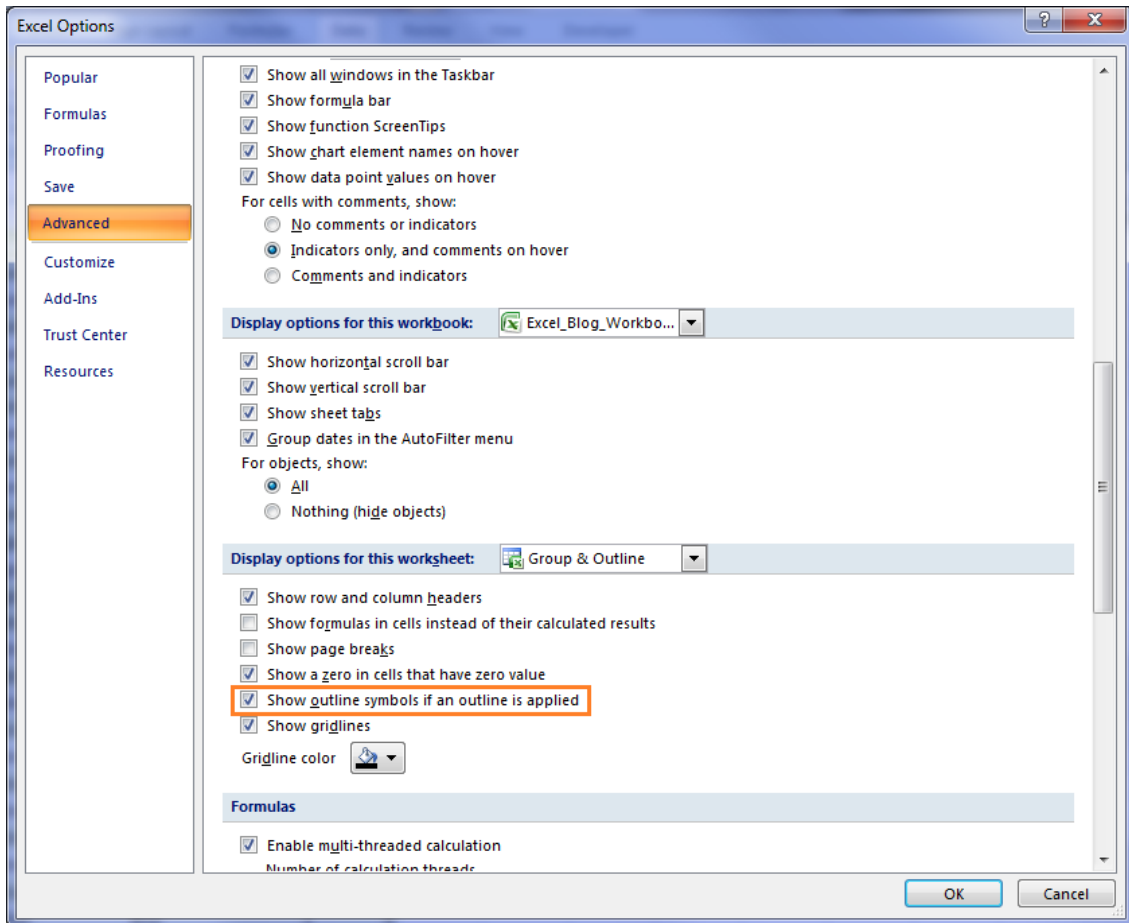 Excel Options
Popular
Formulas
Proofing
Save
Advanced
Customize
Add-Ins
Trust Center
Resources
Show all windows in the Taskbar
Show formula bar
Show function ScreenTips
Show chart element names on hover
Show data point values on hover
For cells with comments, show:
No comments or indicators
Indicators only, and comments on hover
Comments and indicators
Display options for this workbook: Excel_Blog_Workbo...
Show horizontal scroll bar
Show vertical scroll bar
Show sheet tabs
Group dates in the AutoFilter menu
For objects, show:
All
Nothing (hide objects)
Display options for this worksheet: Group & Outline
Show row and column headers
Show formulas in cells instead of their calculated results
Show page breaks
Show a zero in cells that have zero value
Show outline symbols if an outline is applied
Show gridlines
Gridline color
Formulas
Enable multi-threaded calculation
Number of calculation threads
OK Cancel